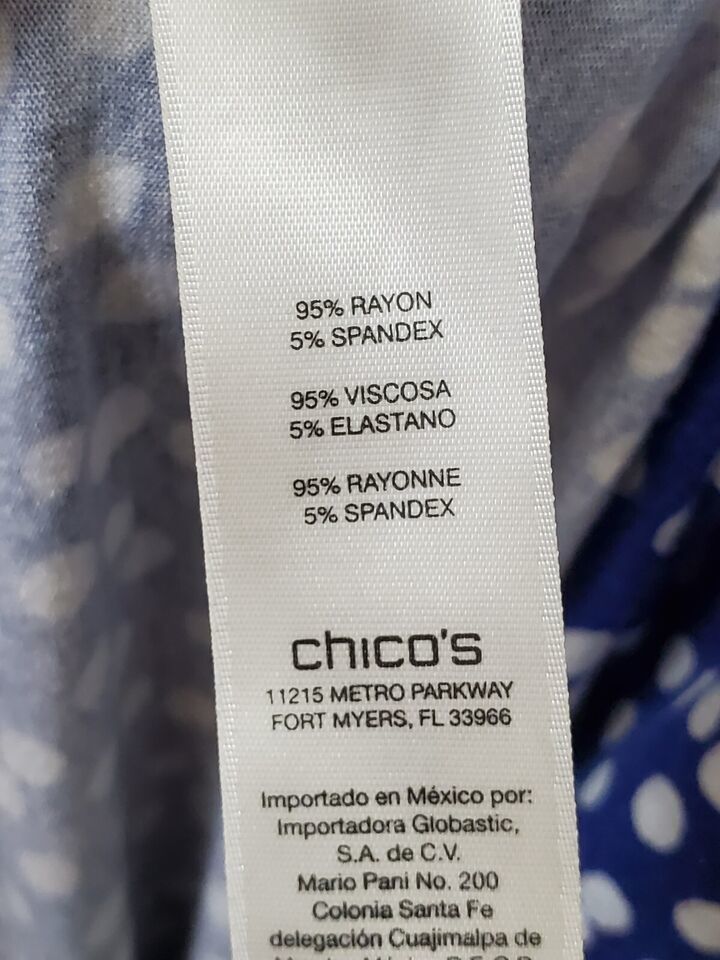 95% RAYON
5% SPANDEX
95% VISCOSA
5% ELASTANO
95% RAYONNE
5% SPANDEX
chico's
11215 METRO PARKWAY
FORT MYERS, FL 33966
Importado en México por:
Importadora Globastic,
S.A. de C.V.
Mario Pani No. 200
Colonia Santa Fe
delegación Cuajimalpa de